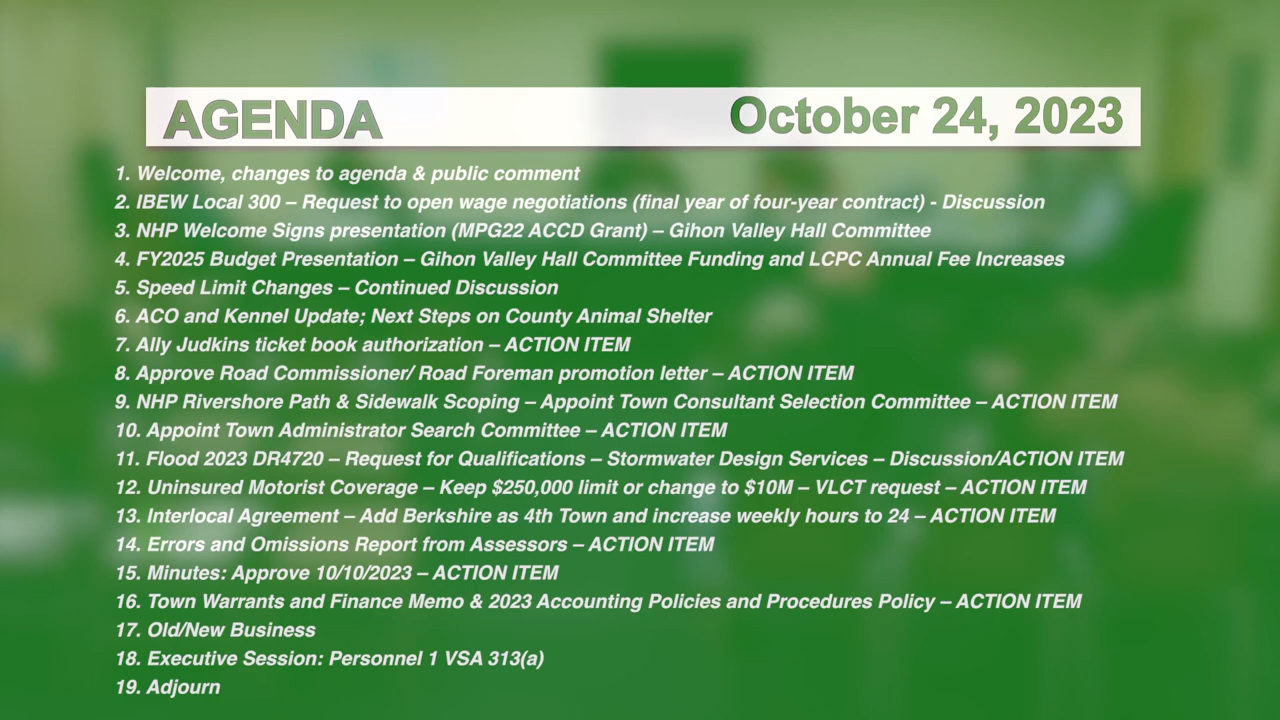 AGENDA
October 24, 2023
1. Welcome, changes to agenda & public comment
2. IBEW Local 300 – Request to open wage negotiations (final year of four-year contract) - Discussion
3. NHP Welcome Signs presentation (MPG22 ACCD Grant) – Gihon Valley Hall Committee
4. FY2025 Budget Presentation – Gihon Valley Hall Committee Funding and LCPC Annual Fee Increases
5. Speed Limit Changes – Continued Discussion
6. ACO and Kennel Update; Next Steps on County Animal Shelter
7. Ally Judkins ticket book authorization – ACTION ITEM
8. Approve Road Commissioner/ Road Foreman promotion letter – ACTION ITEM
9. NHP Rivershore Path & Sidewalk Scoping – Appoint Town Consultant Selection Committee – ACTION ITEM
10. Appoint Town Administrator Search Committee – ACTION ITEM
11. Flood 2023 DR4720 – Request for Qualifications – Stormwater Design Services – Discussion/ACTION ITEM
12. Uninsured Motorist Coverage – Keep $250,000 limit or change to $10M – VLCT request – ACTION ITEM
13. Interlocal Agreement – Add Berkshire as 4th Town and increase weekly hours to 24 – ACTION ITEM
14. Errors and Omissions Report from Assessors – ACTION ITEM
15. Minutes: Approve 10/10/2023 – ACTION ITEM
16. Town Warrants and Finance Memo & 2023 Accounting Policies and Procedures Policy – ACTION ITEM
17. Old/New Business
18. Executive Session: Personnel 1 VSA 313(a)
19. Adjourn